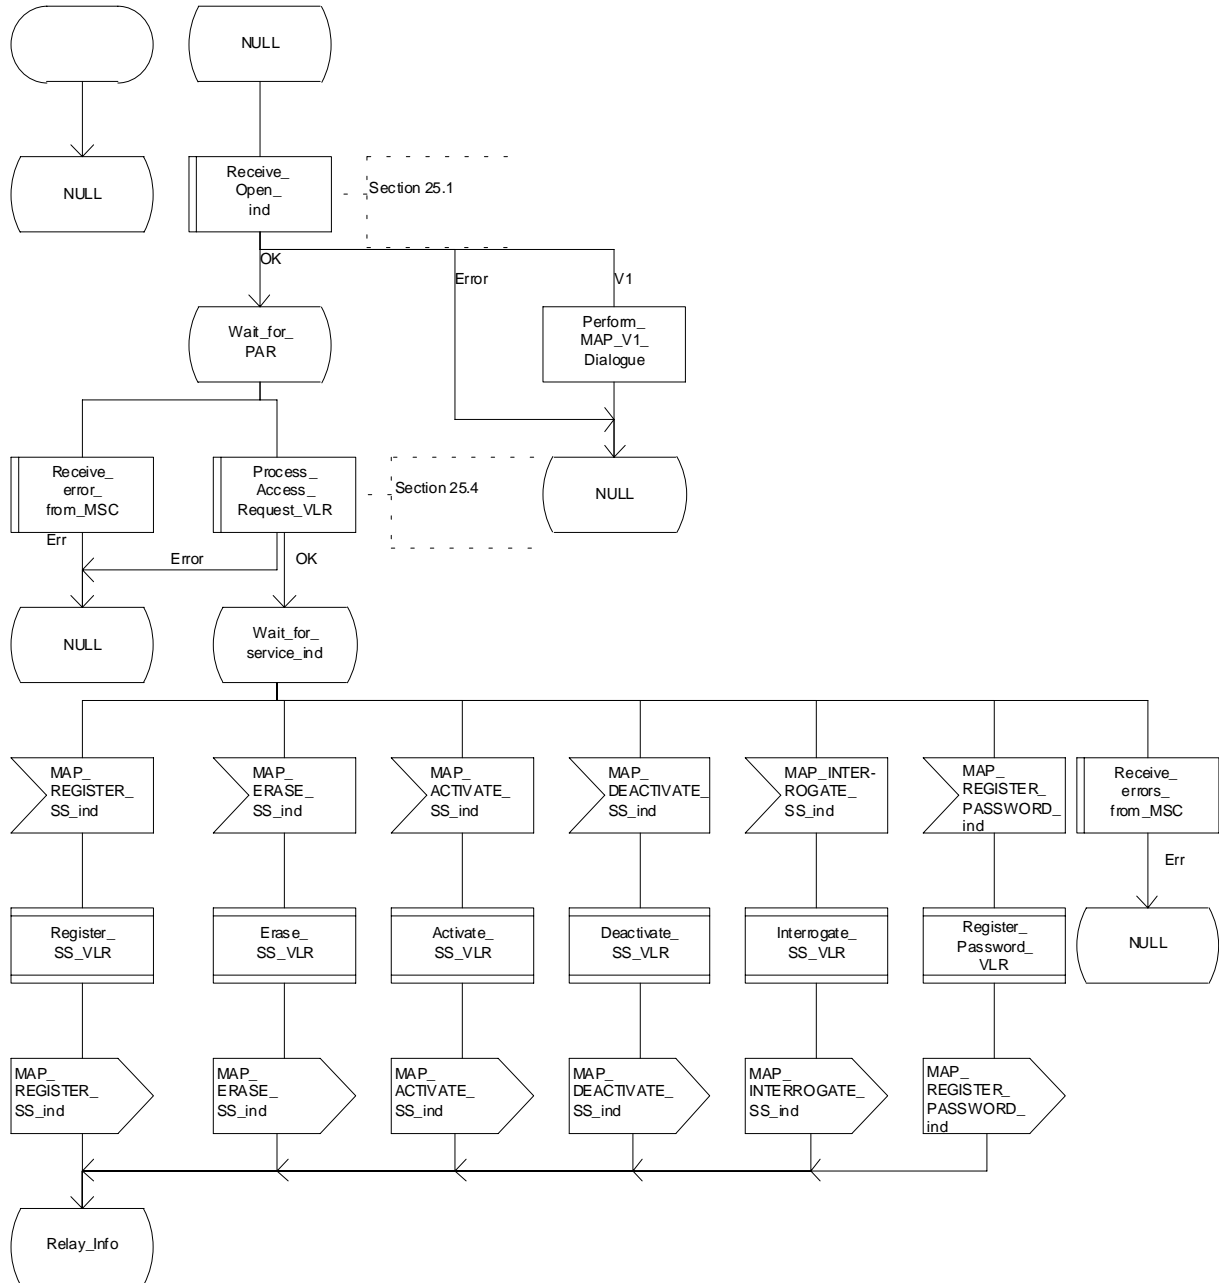 NULL
NULL
Receive_
Open_
ind
Section 25.1
OK
Error
V1
Wait_for_
PAR
Perform_
MAP_V1_
Dialogue
Receive_
error_
from_MSC
Process_
Access_
Request_VLR
Section 25.4
NULL
Err
Error
OK
NULL
Wait_for_
service_ind
MAP_
REGISTER_
SS_ind
MAP_
ERASE_
SS_ind
MAP_
ACTIVATE_
SS_ind
MAP_
DEACTIVATE_
SS_ind
MAP_INTER-
ROGATE_
SS_ind
MAP_
REGISTER_
PASSWORD_
ind
Receive_
errors_
from_MSC
Err
Register_
SS_VLR
Erase_
SS_VLR
Activate_
SS_VLR
Deactivate_
SS_VLR
Interrogate_
SS_VLR
Register_
Password_
VLR
NULL
MAP_
REGISTER_
SS_ind
MAP_
ERASE_
SS_ind
MAP_
ACTIVATE_
SS_ind
MAP_
DEACTIVATE_
SS_ind
MAP_
INTERROGATE_
SS_ind
MAP_
REGISTER_
PASSWORD_
ind
Relay_Info